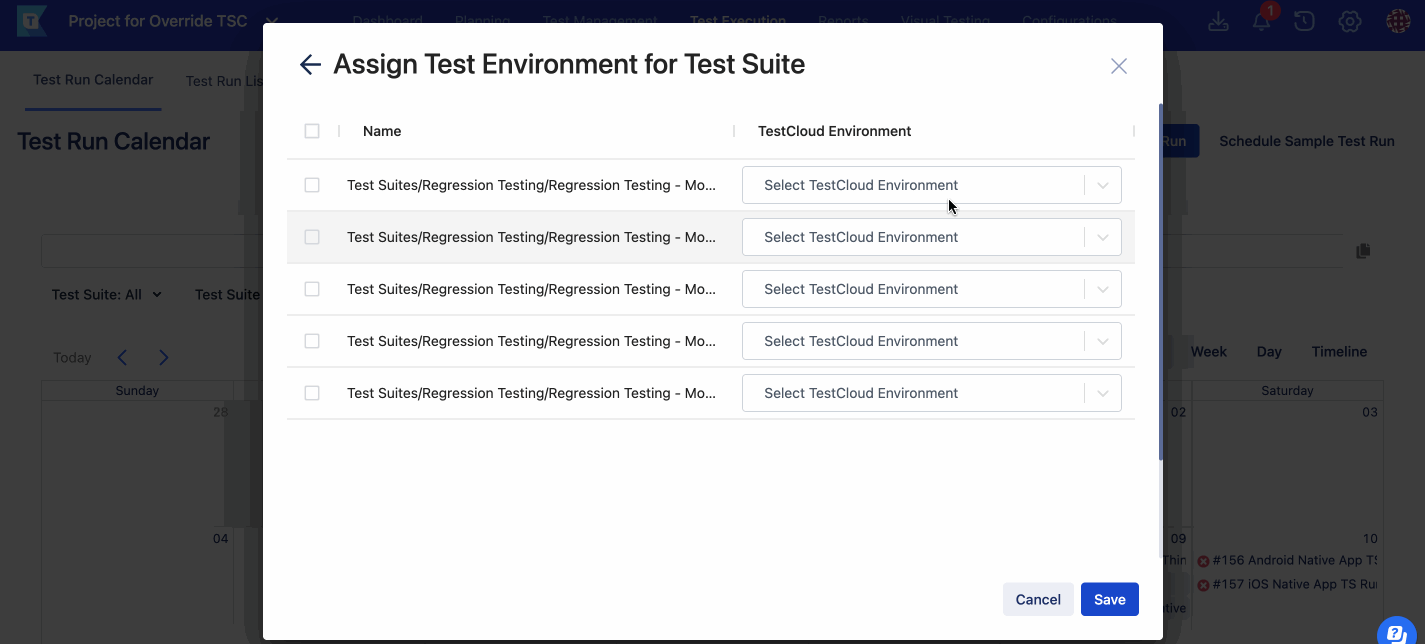 Project for Override TSC
Dashboard Planning Test Management Test Execution Reports Visual Testing Configurations
1
Test Run Calendar Test Run Lis
Test Run Calendar
Run Schedule Sample Test Run
Test Suite: All Test Suite
Today
Week Day Timeline
Sunday Saturday
28 02 03
04 09 10
Thin #156 Android Native App TS
#157 iOS Native App TS Ru
ative
Assign Test Environment for Test Suite
Name TestCloud Environment
Test Suites/Regression Testing/Regression Testing - Mo... Select TestCloud Environment
Test Suites/Regression Testing/Regression Testing - Mo... Select TestCloud Environment
Test Suites/Regression Testing/Regression Testing - Mo... Select TestCloud Environment
Test Suites/Regression Testing/Regression Testing - Mo... Select TestCloud Environment
Test Suites/Regression Testing/Regression Testing - Mo... Select TestCloud Environment
Cancel Save